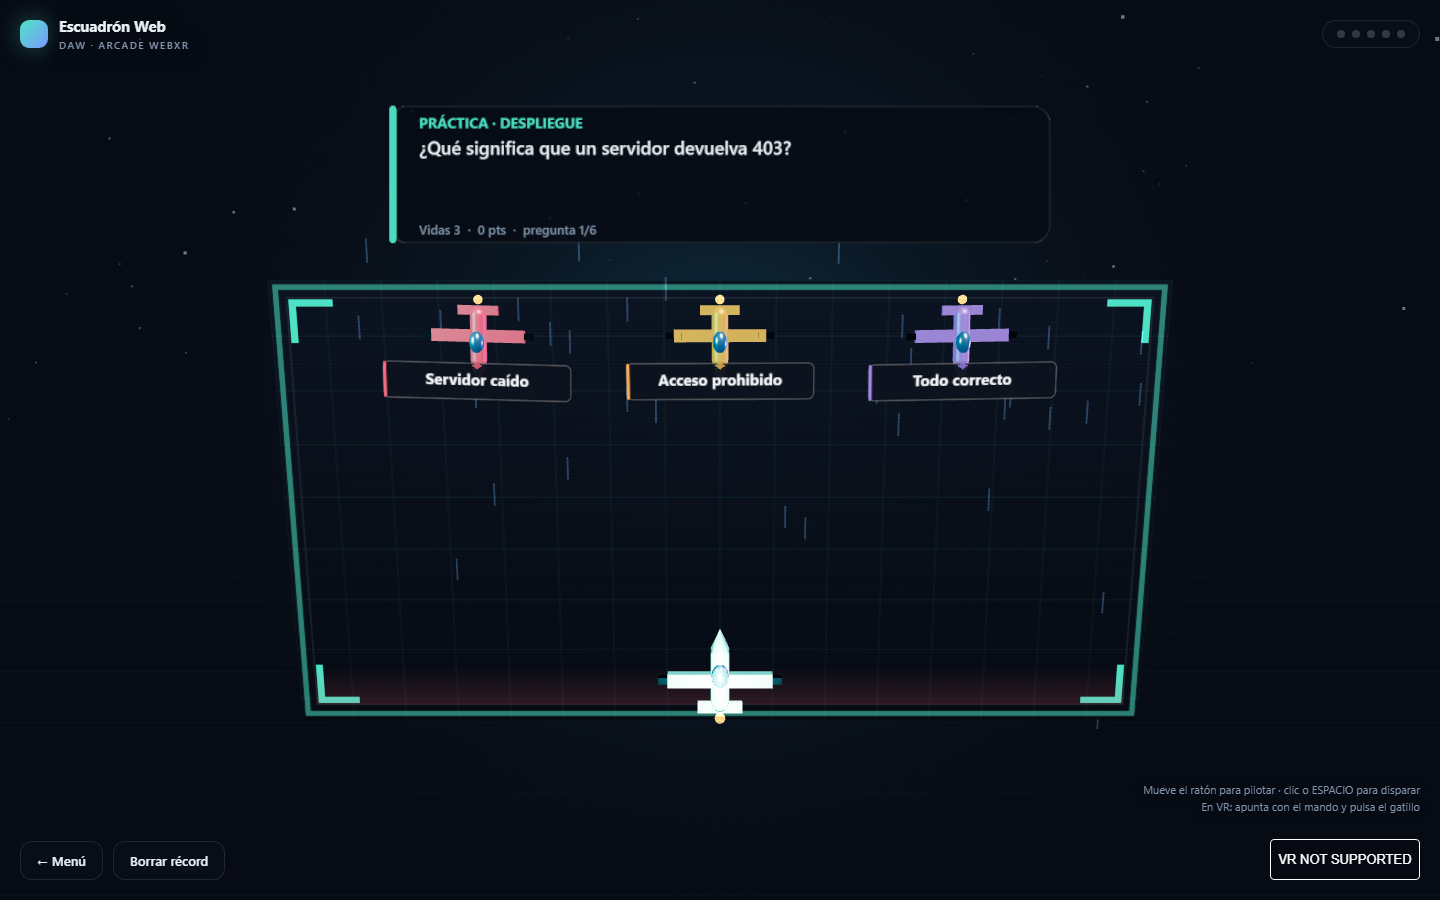 Escuadrón Web
DAW · ARCADE WEBXR
PRÁCTICA · DESPLIEGUE
¿Qué significa que un servidor devuelva 403?
Vidas 3 · 0 pts · pregunta 1/6
Servidor caído
Acceso prohibido
Todo correcto
Mueve el ratón para pilotar · clic o ESPACIO para disparar
En VR: apunta con el mando y pulsa el gatillo
← Menú
Borrar récord
VR NOT SUPPORTED